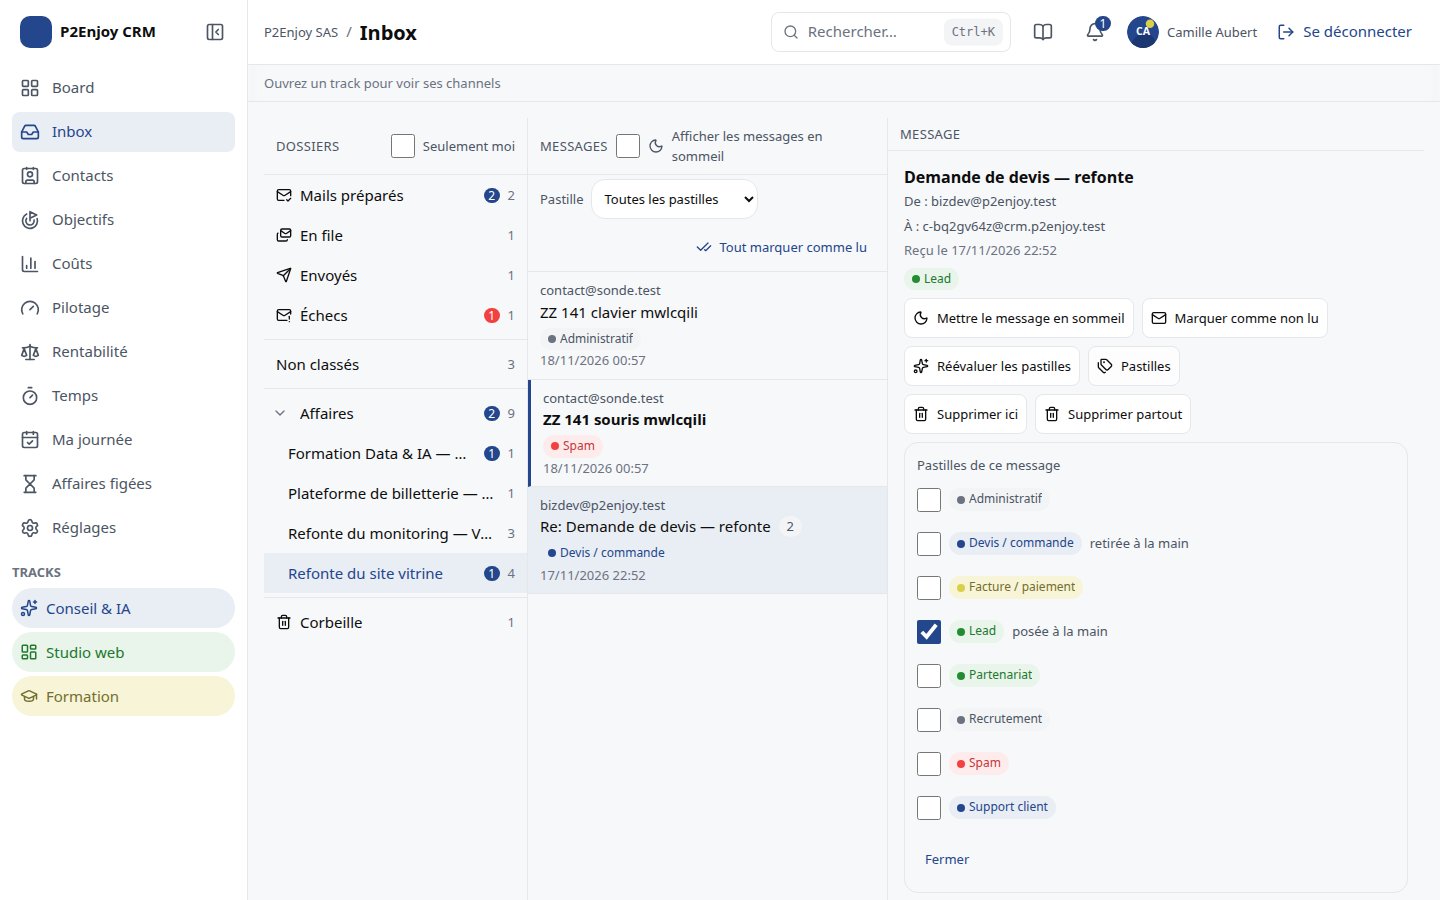 P2Enjoy CRM
Board
Inbox
Contacts
Objectifs
Coûts
Pilotage
Rentabilité
Temps
Ma journée
Affaires figées
Réglages
TRACKS
Conseil & IA
Studio web
Formation
P2Enjoy SAS / Inbox
Rechercher...
Ctrl+K
1
CA
Camille Aubert
Se déconnecter
Ouvrez un track pour voir ses channels
DOSSIERS
Seulement moi
Mails préparés 2 2
En file 1
Envoyés 1
Échecs 1 1
Non classés 3
Affaires 2 9
Formation Data & IA — ... 1 1
Plateforme de billetterie — ... 1
Refonte du monitoring — V... 3
Refonte du site vitrine 1 4
Corbeille 1
MESSAGES
Afficher les messages en
sommeil
Pastille
Toutes les pastilles
Tout marquer comme lu
contact@sonde.test
ZZ 141 clavier mwlcqili
Administratif
18/11/2026 00:57
contact@sonde.test
ZZ 141 souris mwlcqili
Spam
18/11/2026 00:57
bizdev@p2enjoy.test
Re: Demande de devis — refonte 2
Devis / commande
17/11/2026 22:52
MESSAGE
Demande de devis — refonte
De : bizdev@p2enjoy.test
À : c-bq2gv64z@crm.p2enjoy.test
Reçu le 17/11/2026 22:52
Lead
Mettre le message en sommeil
Marquer comme non lu
Réévaluer les pastilles
Pastilles
Supprimer ici
Supprimer partout
Pastilles de ce message
Administratif
Devis / commande retirée à la main
Facture / paiement
Lead posée à la main
Partenariat
Recrutement
Spam
Support client
Fermer